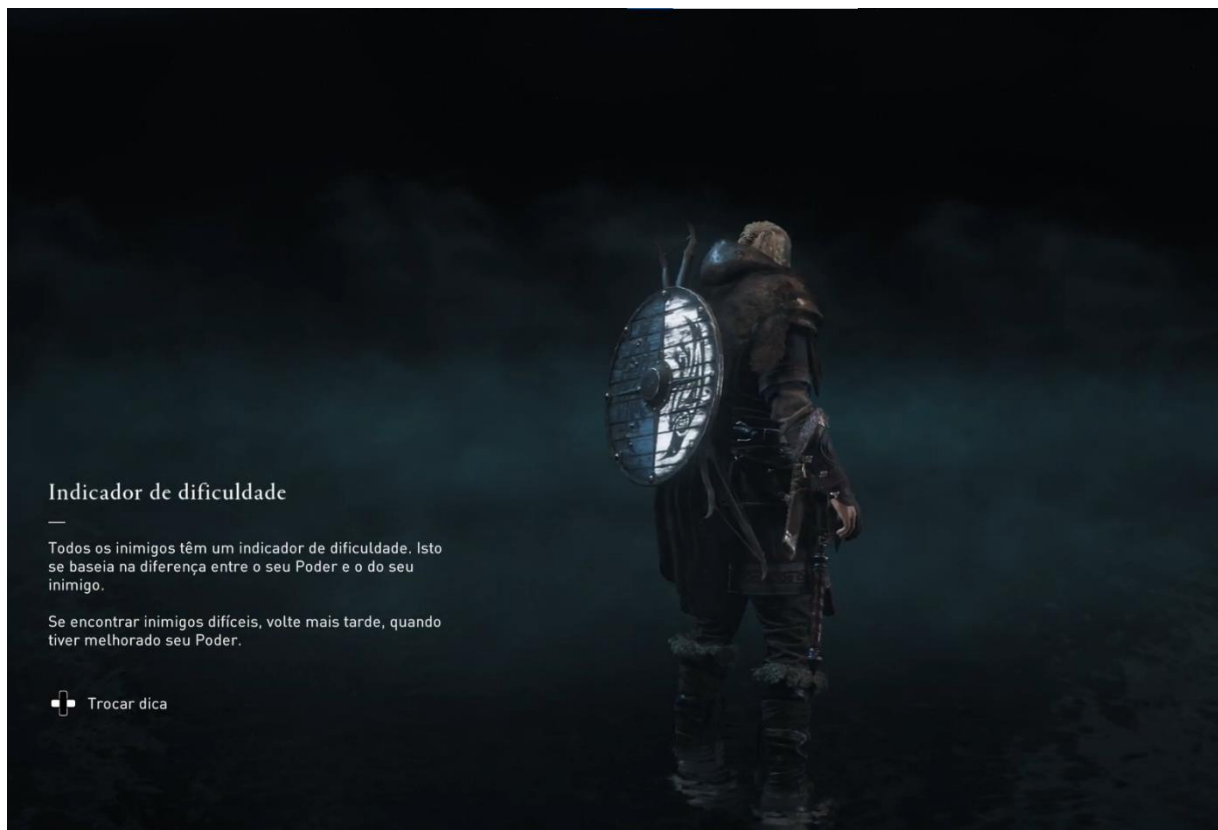 Indicador de dificuldade
Todos os inimigos têm um indicador de dificuldade. Isto
se baseia na diferença entre o seu Poder e o do seu
inimigo.
Se encontrar inimigos difíceis, volte mais tarde, quando
tiver melhorado seu Poder.
Trocar dica